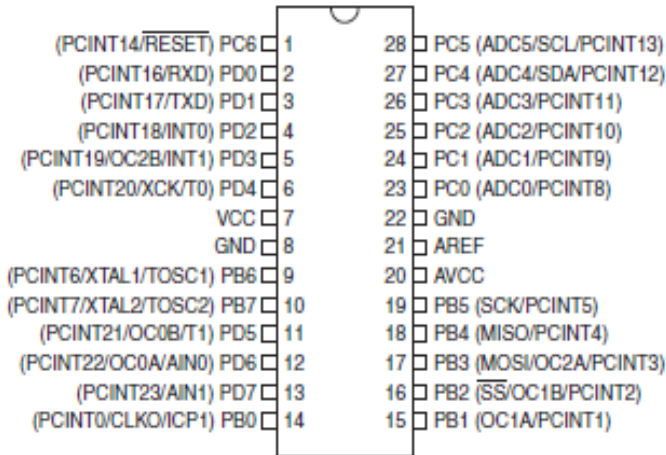 (PCINT14/RESET) PC6 1 28 PC5 (ADC5/SCL/PCINT13)
(PCINT16/RXD) PD0 2 27 PC4 (ADC4/SDA/PCINT12)
(PCINT17/TXD) PD1 3 26 PC3 (ADC3/PCINT11)
(PCINT18/INT0) PD2 4 25 PC2 (ADC2/PCINT10)
(PCINT19/OC2B/INT1) PD3 5 24 PC1 (ADC1/PCINT9)
(PCINT20/XCK/T0) PD4 6 23 PC0 (ADC0/PCINT8)
VCC 7 22 GND
GND 8 21 AREF
(PCINT6/XTAL1/TOSC1) PB6 9 20 AVCC
(PCINT7/XTAL2/TOSC2) PB7 10 19 PB5 (SCK/PCINT5)
(PCINT21/OC0B/T1) PD5 11 18 PB4 (MISO/PCINT4)
(PCINT22/OC0A/AIN0) PD6 12 17 PB3 (MOSI/OC2A/PCINT3)
(PCINT23/AIN1) PD7 13 16 PB2 (SS/OC1B/PCINT2)
(PCINT0/CLKO/ICP1) PB0 14 15 PB1 (OC1A/PCINT1)